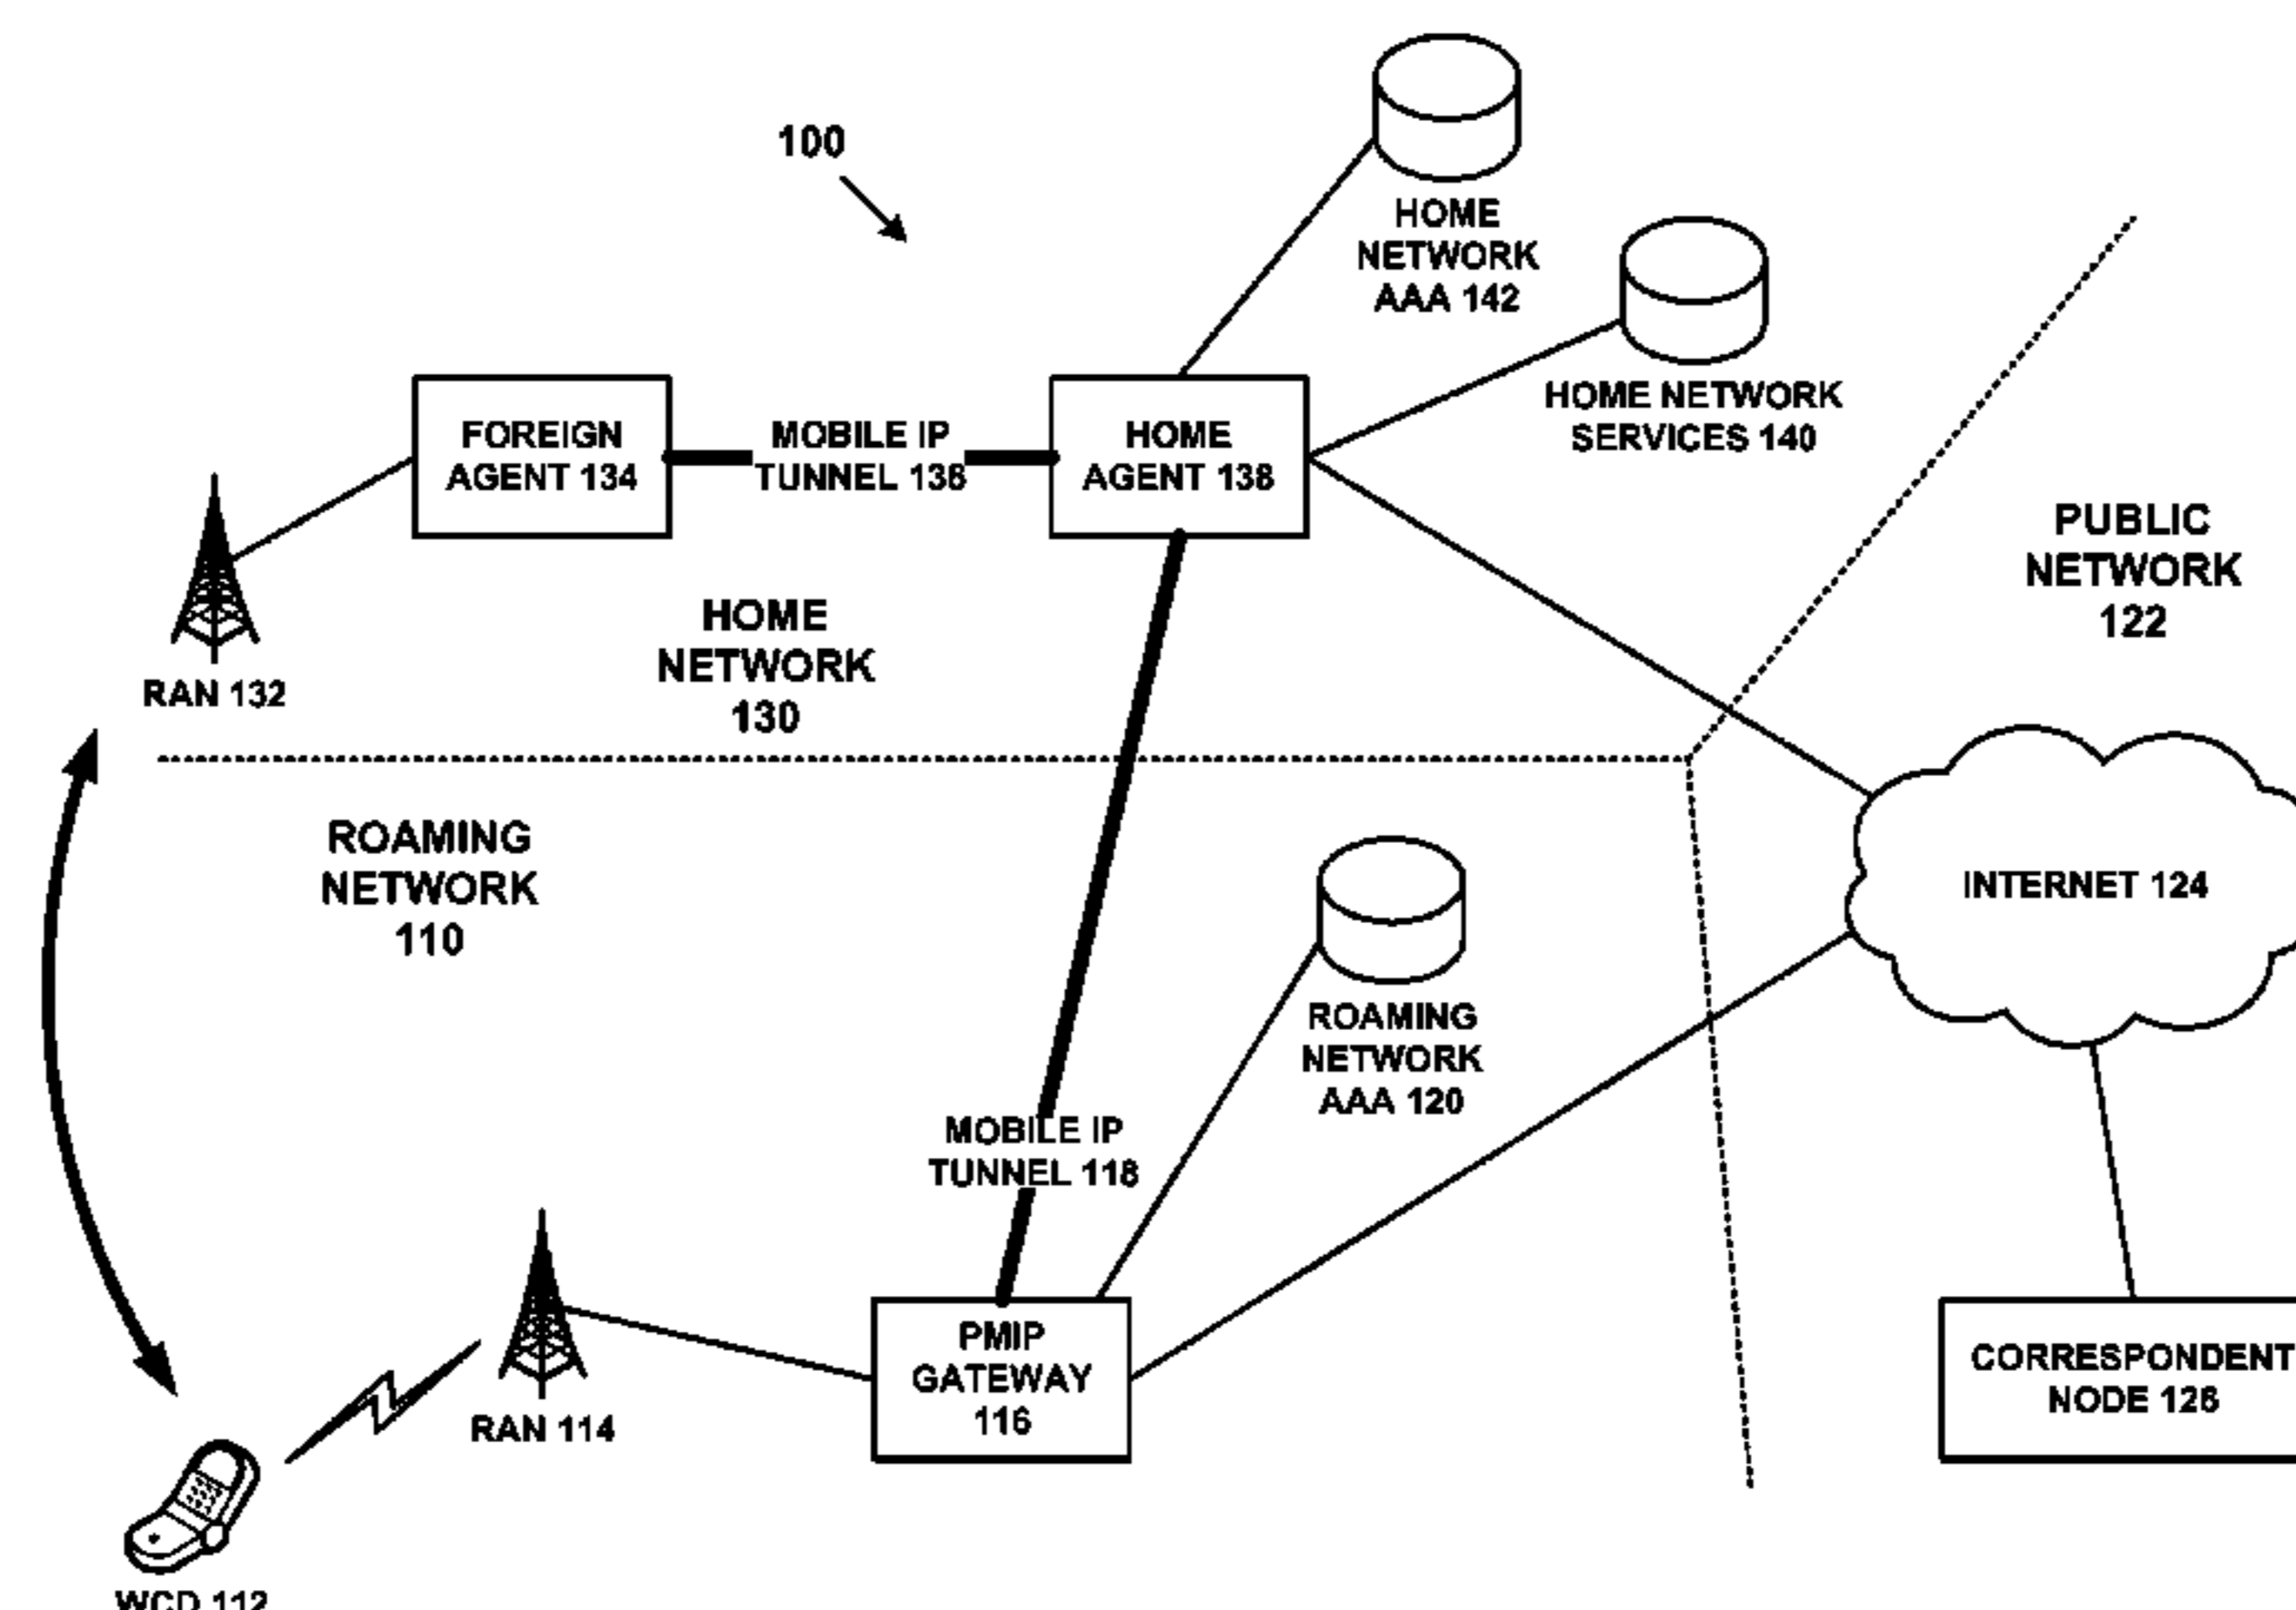 100
HOME
NETWORK
AAA 142
HOME NETWORK
SERVICES 140
FOREIGN
AGENT 134
MOBILE IP
TUNNEL 136
HOME
AGENT 138
PUBLIC
NETWORK
122
RAN 132
HOME
NETWORK
130
ROAMING
NETWORK
110
INTERNET 124
ROAMING
NETWORK
AAA 120
MOBILE IP
TUNNEL 118
RAN 114
PMIP
GATEWAY
116
CORRESPONDENT
NODE 126
WCD 112